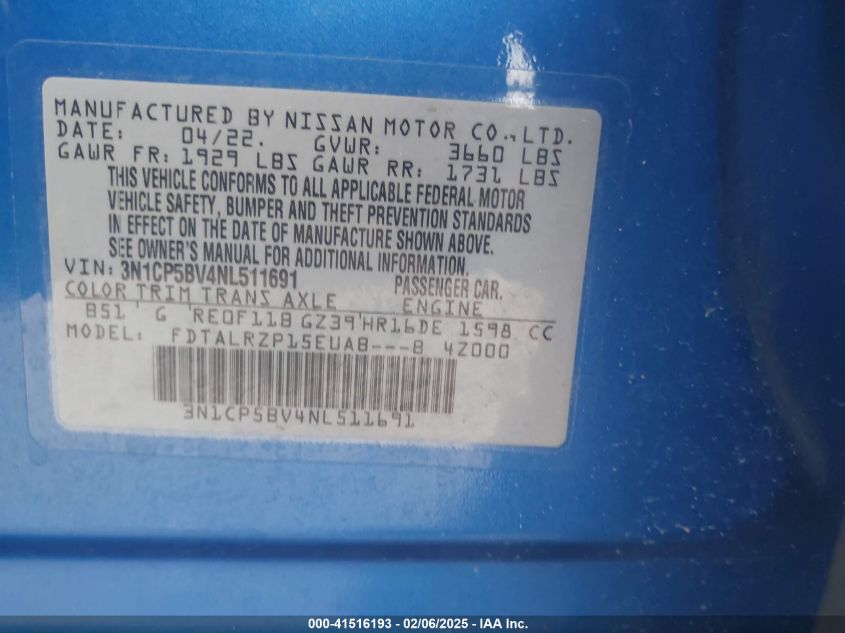 MANUFACTURED BY NISSAN MOTOR CO.,LTD.
DATE: 04/22. GVWR: 3660 LBS
GAWR FR: 1929 LBS GAWR RR: 1731 LBS
THIS VEHICLE CONFORMS TO ALL APPLICABLE FEDERAL MOTOR
VEHICLE SAFETY, BUMPER AND THEFT PREVENTION STANDARDS
IN EFFECT ON THE DATE OF MANUFACTURE SHOWN ABOVE.
SEE OWNER'S MANUAL FOR ADDITIONAL INFORMATION.
VIN: 3N1CP5BV4NL511691 PASSENGER CAR.
COLOR TRIM TRANS AXLE ENGINE
B51 ' G 'RE0F11B GZ39'HR16DE 1598 CC
MODEL: FDTALRZP15EUAB---B 4Z000
3N1CP5BV4NL511691
000-41516193 - 02/06/2025 - IAA Inc.